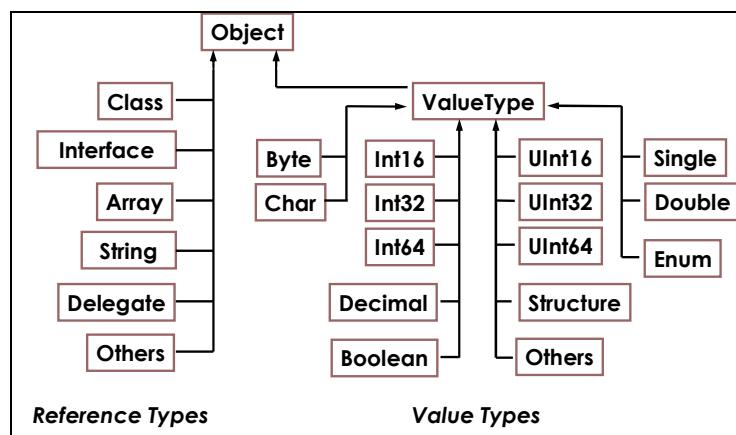 Object
Class
Interface
Array
String
Delegate
Others
Reference Types
ValueType
Byte
Char
Int16
Int32
Int64
Decimal
Boolean
UInt16
UInt32
UInt64
Structure
Others
Single
Double
Enum
Value Types